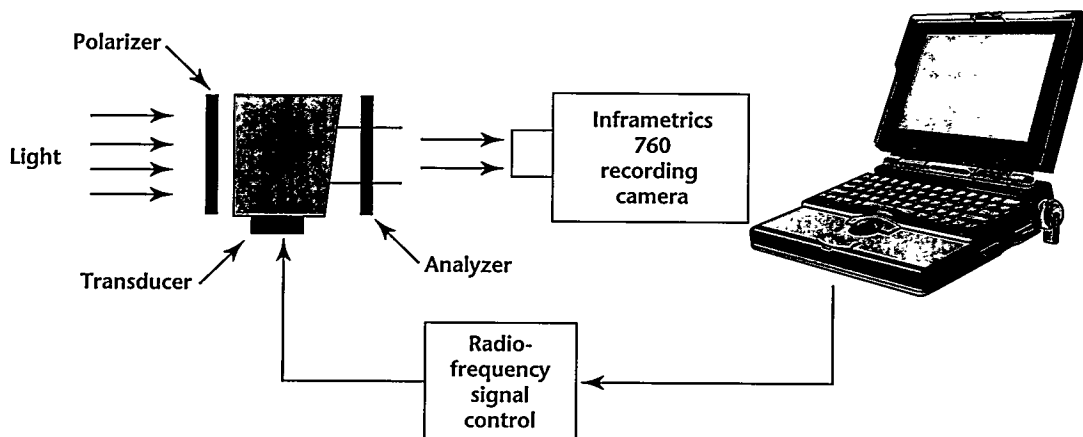 Polarizer
Light
Inframetrics
760
recording
camera
Transducer
Analyzer
Radio-
frequency
signal
control